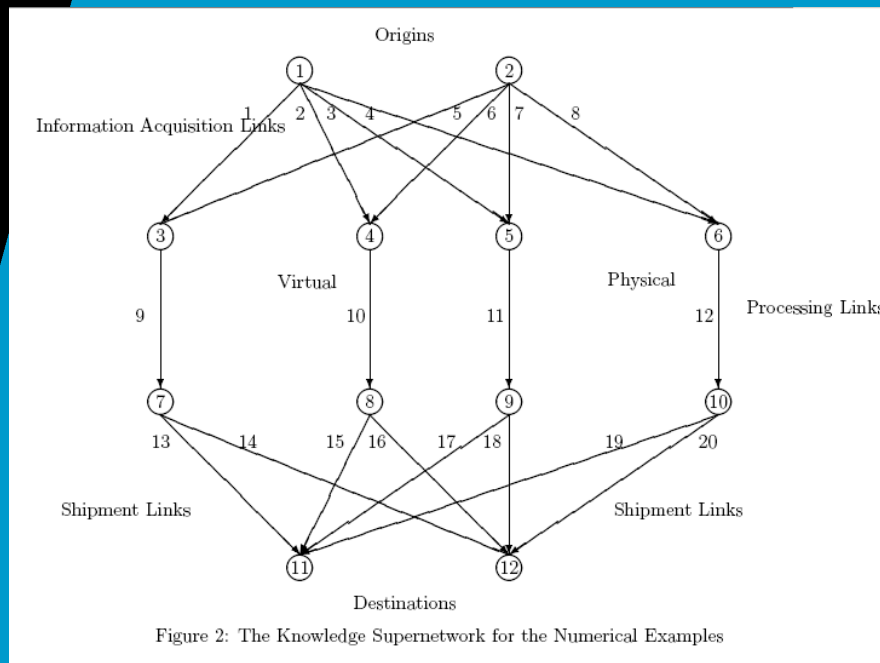 Origins
1 2
1 2 3 4 5 6 7 8
Information Acquisition Links
3 4 5 6
Virtual Physical
9 10 11 12 Processing Links
7 8 9 10
13 14 15 16 17 18 19 20
Shipment Links Shipment Links
11 12
Destinations
Figure 2: The Knowledge Supernetwork for the Numerical Examples